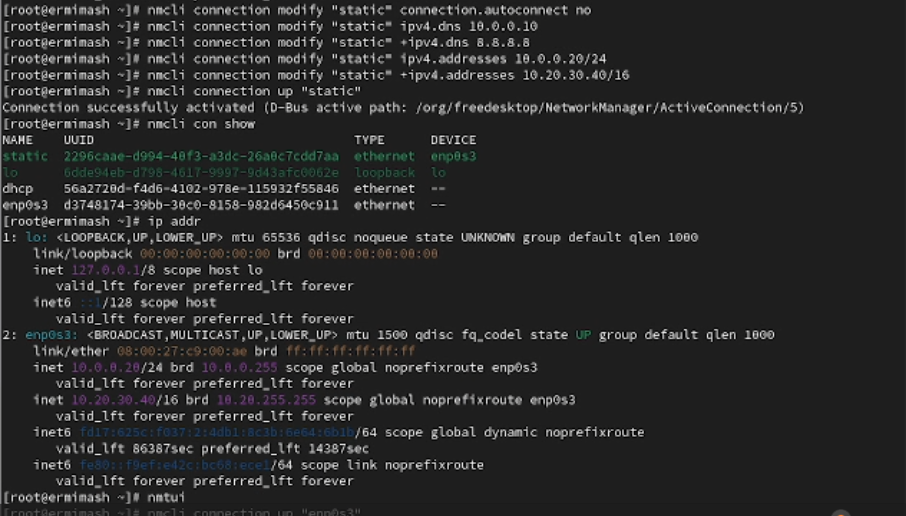 [root@ermimash ~]# nmcli connection modify "static" connection.autoconnect no
[root@ermimash ~]# nmcli connection modify "static" ipv4.dns 10.0.0.10
[root@ermimash ~]# nmcli connection modify "static" +ipv4.dns 8.8.8.8
[root@ermimash ~]# nmcli connection modify "static" ipv4.addresses 10.0.0.20/24
[root@ermimash ~]# nmcli connection modify "static" +ipv4.addresses 10.20.30.40/16
[root@ermimash ~]# nmcli connection up "static"
Connection successfully activated (D-Bus active path: /org/freedesktop/NetworkManager/ActiveConnection/5)
[root@ermimash ~]# nmcli con show
NAME UUID TYPE DEVICE
static 2296caae-d994-40f3-a3dc-26a0c7cdd7aa ethernet enp0s3
lo 6dde94eb-d798-4617-9997-9d43afc0062e loopback lo
dhcp 56a2720d-f4d6-4102-978e-115932f55846 ethernet --
enp0s3 d3748174-39bb-30c0-8158-982d6450c911 ethernet --
[root@ermimash ~]# ip addr
1: lo: <LOOPBACK,UP,LOWER_UP> mtu 65536 qdisc noqueue state UNKNOWN group default qlen 1000
link/loopback 00:00:00:00:00:00 brd 00:00:00:00:00:00
inet 127.0.0.1/8 scope host lo
valid_lft forever preferred_lft forever
inet6 ::1/128 scope host
valid_lft forever preferred_lft forever
2: enp0s3: <BROADCAST,MULTICAST,UP,LOWER_UP> mtu 1500 qdisc fq_codel state UP group default qlen 1000
link/ether 08:00:27:c9:00:ae brd ff:ff:ff:ff:ff:ff
inet 10.0.0.20/24 brd 10.0.0.255 scope global noprefixroute enp0s3
valid_lft forever preferred_lft forever
inet 10.20.30.40/16 brd 10.20.255.255 scope global noprefixroute enp0s3
valid_lft forever preferred_lft forever
inet6 fd17:625c:f037:2:4db1:8c3b:6e64:6b1b/64 scope global dynamic noprefixroute
valid_lft 86387sec preferred_lft 14387sec
inet6 fe80::f9ef:e42c:bc68:ece1/64 scope link noprefixroute
valid_lft forever preferred_lft forever
[root@ermimash ~]# nmtui
[root@ermimash ~]# nmcli connection up "enp0s3"